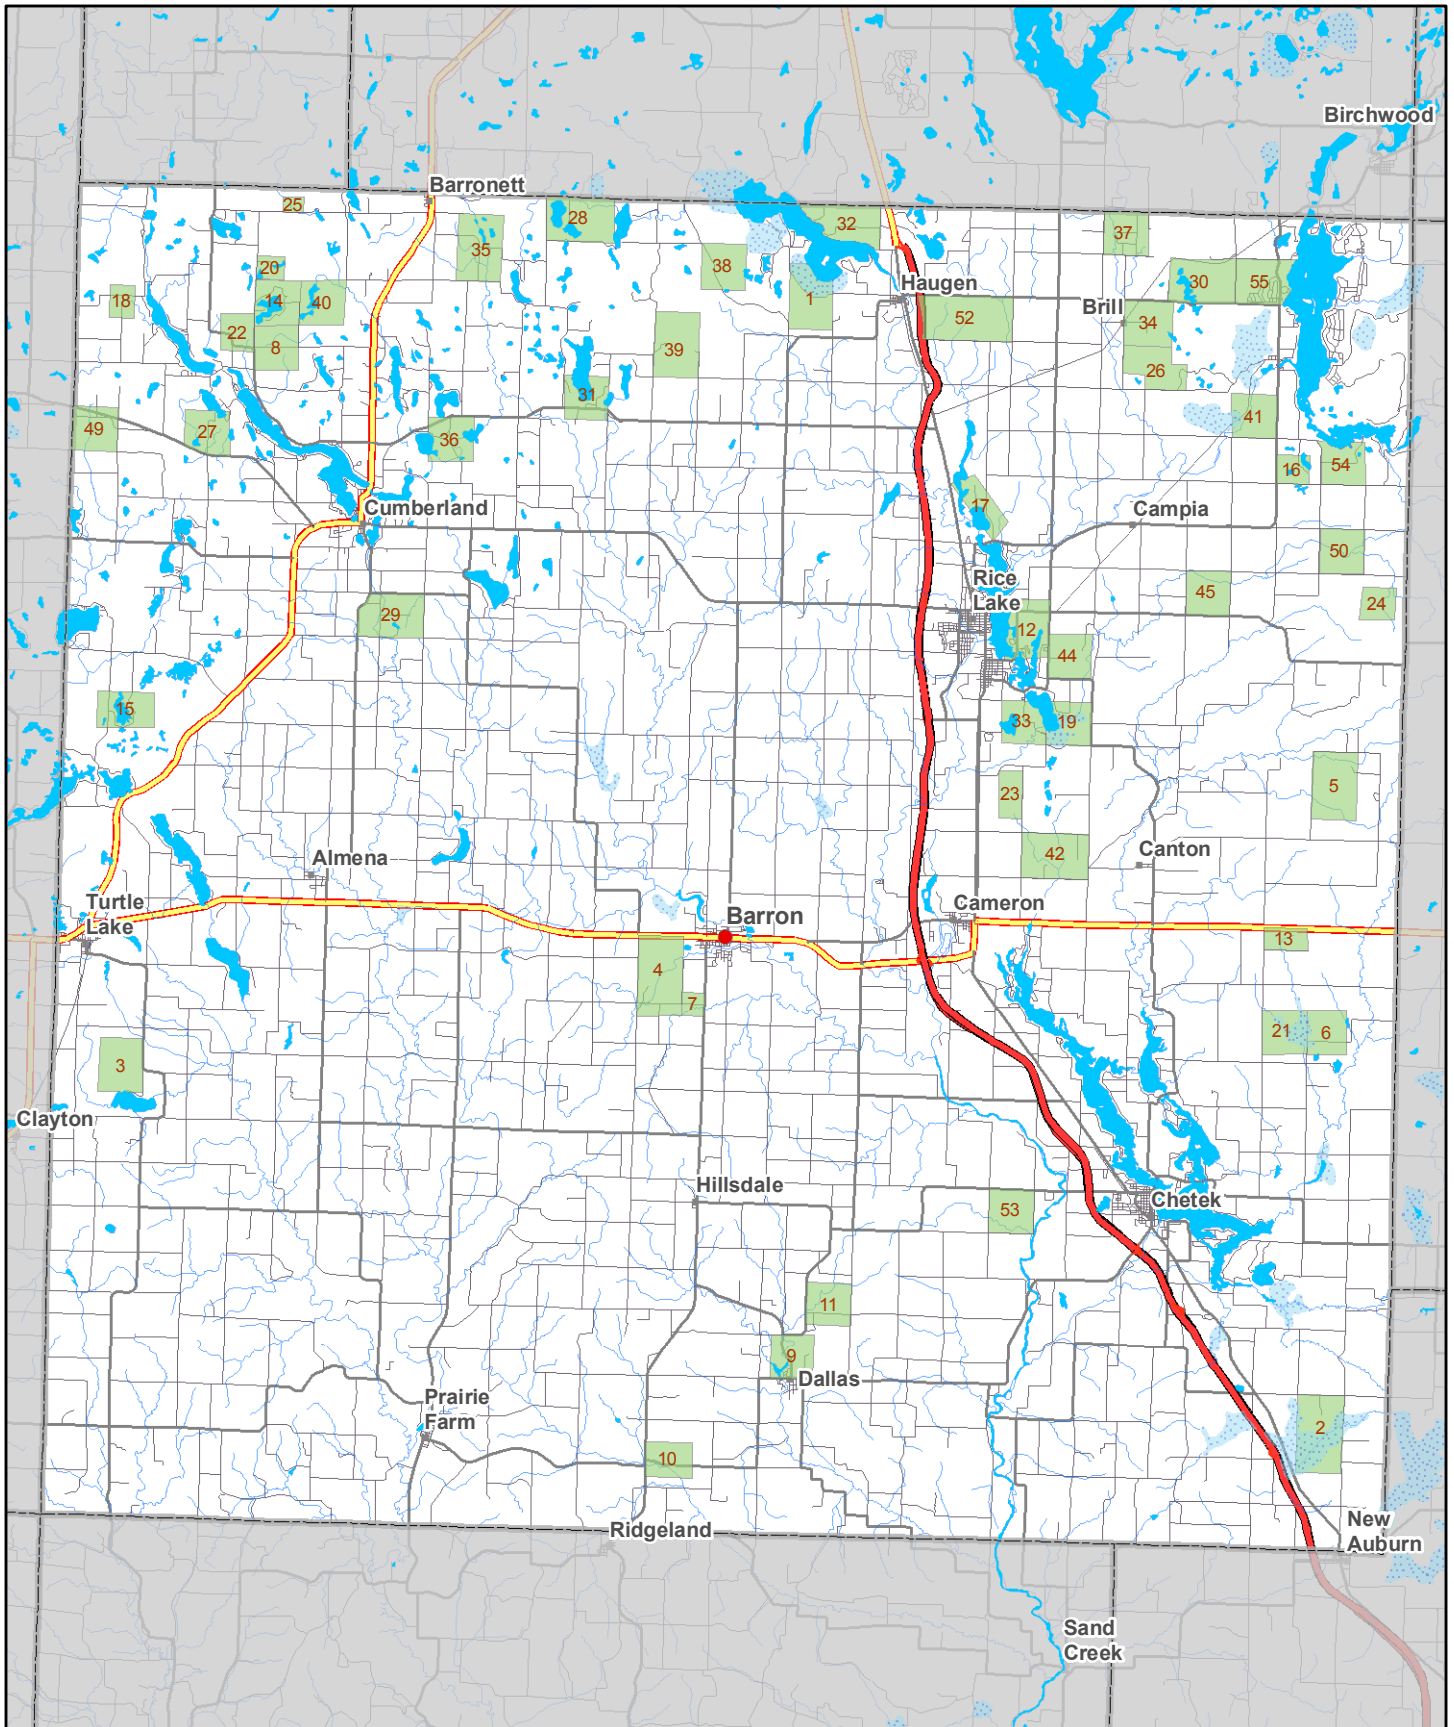 Birchwood
Barronett
25
28
32
35
37
38
20
18
14
40
1
Haugen
30
55
22
8
52
Brill
34
39
26
31
49
27
36
41
16
54
Cumberland
17
Campia
50
Rice
Lake
45
24
29
12
44
15
33
19
23
5
42
Canton
Almena
Turtle
Lake
Barron
Cameron
13
4
7
21
6
3
Clayton
Hillsdale
Chetek
53
11
9
Dallas
Prairie
Farm
2
10
Ridgeland
New
Auburn
Sand
Creek